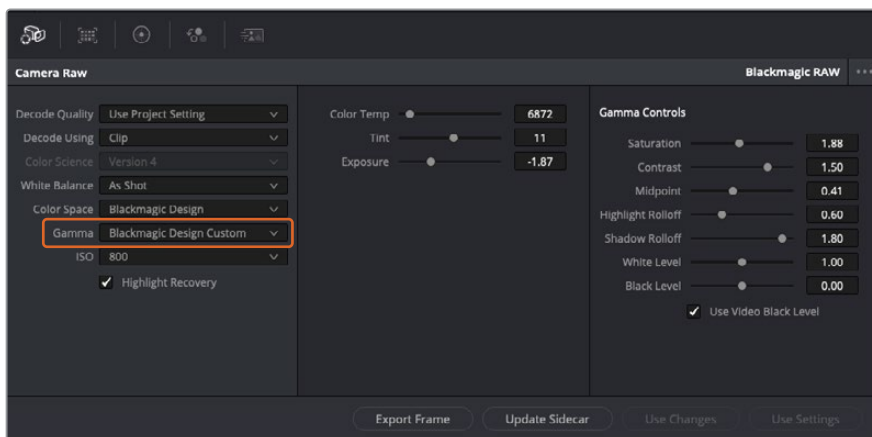 Camera Raw
Blackmagic RAW
Decode Quality Use Project Setting
Decode Using Clip
Color Science Version 4
White Balance As Shot
Color Space Blackmagic Design
Gamma Blackmagic Design Custom
ISO 800
Highlight Recovery
Color Temp 6872
Tint 11
Exposure -1.87
Gamma Controls
Saturation 1.88
Contrast 1.50
Midpoint 0.41
Highlight Rolloff 0.60
Shadow Rolloff 1.80
White Level 1.00
Black Level 0.00
Use Video Black Level
Export Frame
Update Sidecar
Use Changes
Use Settings